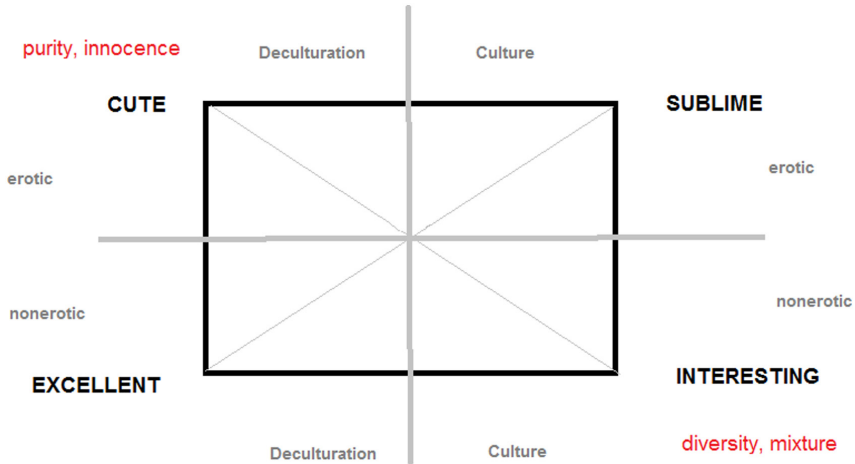 purity, innocence
Deculturation
Culture
CUTE
SUBLIME
erotic
erotic
nonerotic
nonerotic
EXCELLENT
INTERESTING
Deculturation
Culture
diversity, mixture